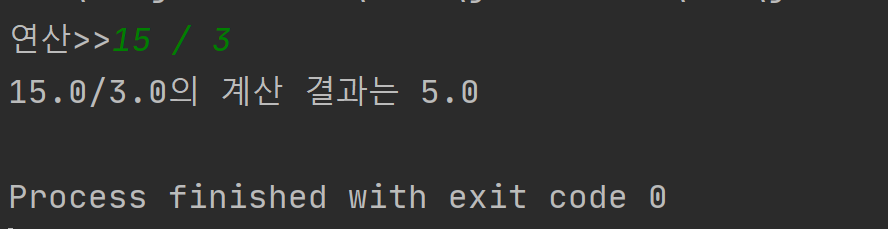 연산>>15 / 3
15.0/3.0의 계산 결과는 5.0
Process finished with exit code 0